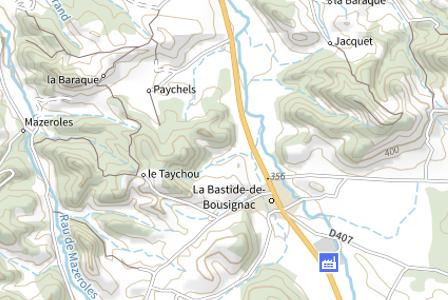 la Baraque
Jacquet
la Baraque
Paychels
Mazeroles
400
le Taychou
356
La Bastide-de-
Bousignac
D407
Rau de Mazeroles